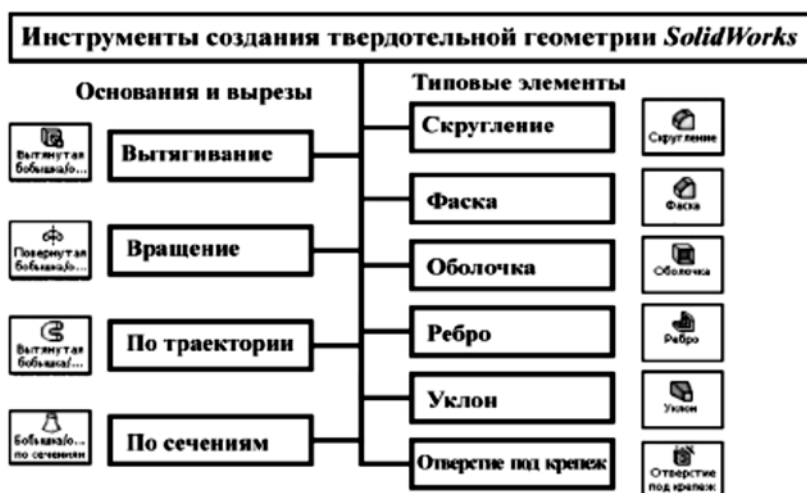 Инструменты создания твердотельной геометрии SolidWorks
Основания и вырезы
Вытянутая
бобышка/о...
Вытягивание
Повернутая
бобышка/о...
Вращение
Вытянутая
бобышка/...
По траектории
Бобышка/о...
по сечениям
По сечениям
Типовые элементы
Скругление
Скругление
Фаска
Фаска
Оболочка
Оболочка
Ребро
Ребро
Уклон
Уклон
Отверстие под крепеж
Отверстие
под крепеж